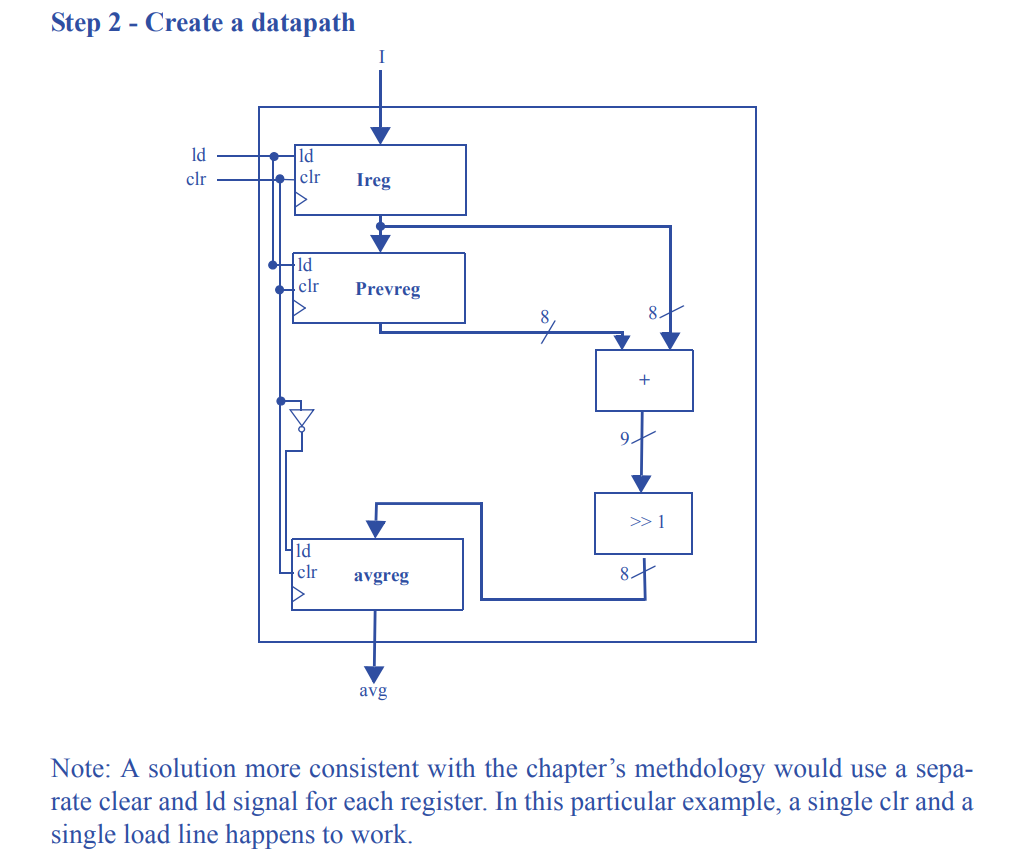 Step 2 - Create a datapath
I
ld
clr
ld
clr
Ireg
ld
clr
Prevreg
8
8
+
9
>> 1
8
ld
clr
avgreg
avg
Note: A solution more consistent with the chapter’s methdology would use a sepa-
rate clear and ld signal for each register. In this particular example, a single clr and a
single load line happens to work.